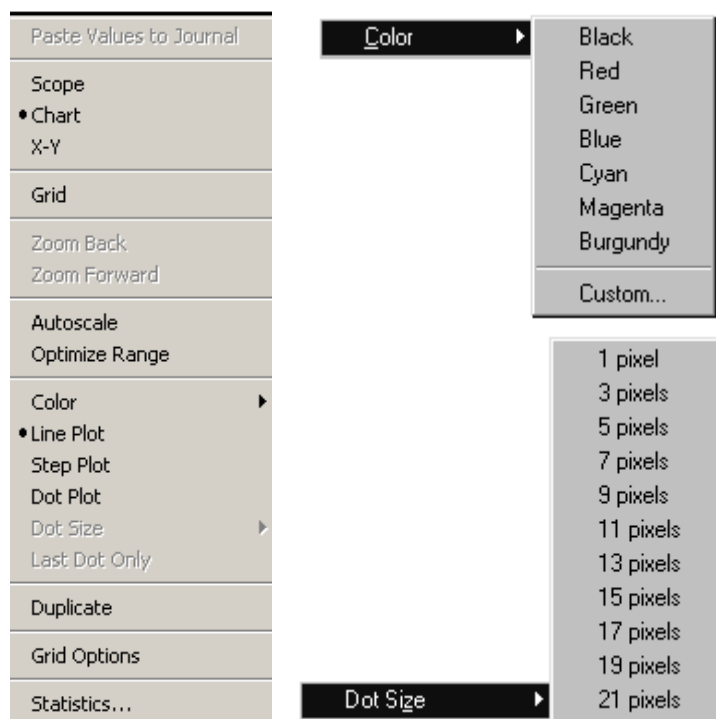 Paste Values to Journal
Scope
Chart
X-Y
Grid
Zoom Back
Zoom Forward
Autoscale
Optimize Range
Color
Line Plot
Step Plot
Dot Plot
Dot Size
Last Dot Only
Duplicate
Grid Options
Statistics...
Color
Black
Red
Green
Blue
Cyan
Magenta
Burgundy
Custom...
Dot Size
1 pixel
3 pixels
5 pixels
7 pixels
9 pixels
11 pixels
13 pixels
15 pixels
17 pixels
19 pixels
21 pixels